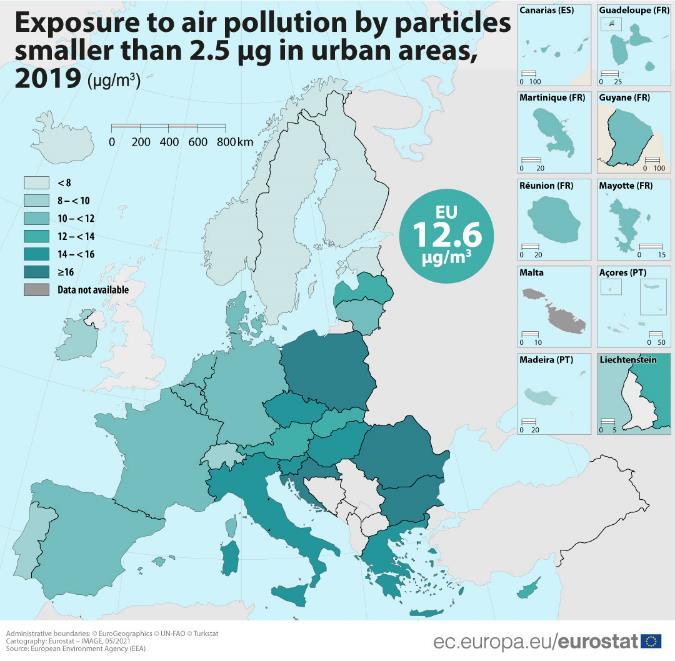 Exposure to air pollution by particles
smaller than 2.5 µg in urban areas,
2019 (µg/m³)
0 200 400 600 800 km
< 8
8 – < 10
10 – < 12
12 – < 14
14 – < 16
≥16
Data not available
EU
12.6
µg/m³
Canarias (ES)
0 100
Guadeloupe (FR)
0 25
Martinique (FR)
0 20
Guyane (FR)
0 100
Réunion (FR)
0 20
Mayotte (FR)
0 15
Malta
0 10
Açores (PT)
0 50
Madeira (PT)
0 20
Liechtenstein
0 5
Administrative boundaries: © EuroGeographics © UN-FAO © Turkstat
Cartography: Eurostat – IMAGE, 05/2021
Source: European Environment Agency (EEA)
ec.europa.eu/eurostat